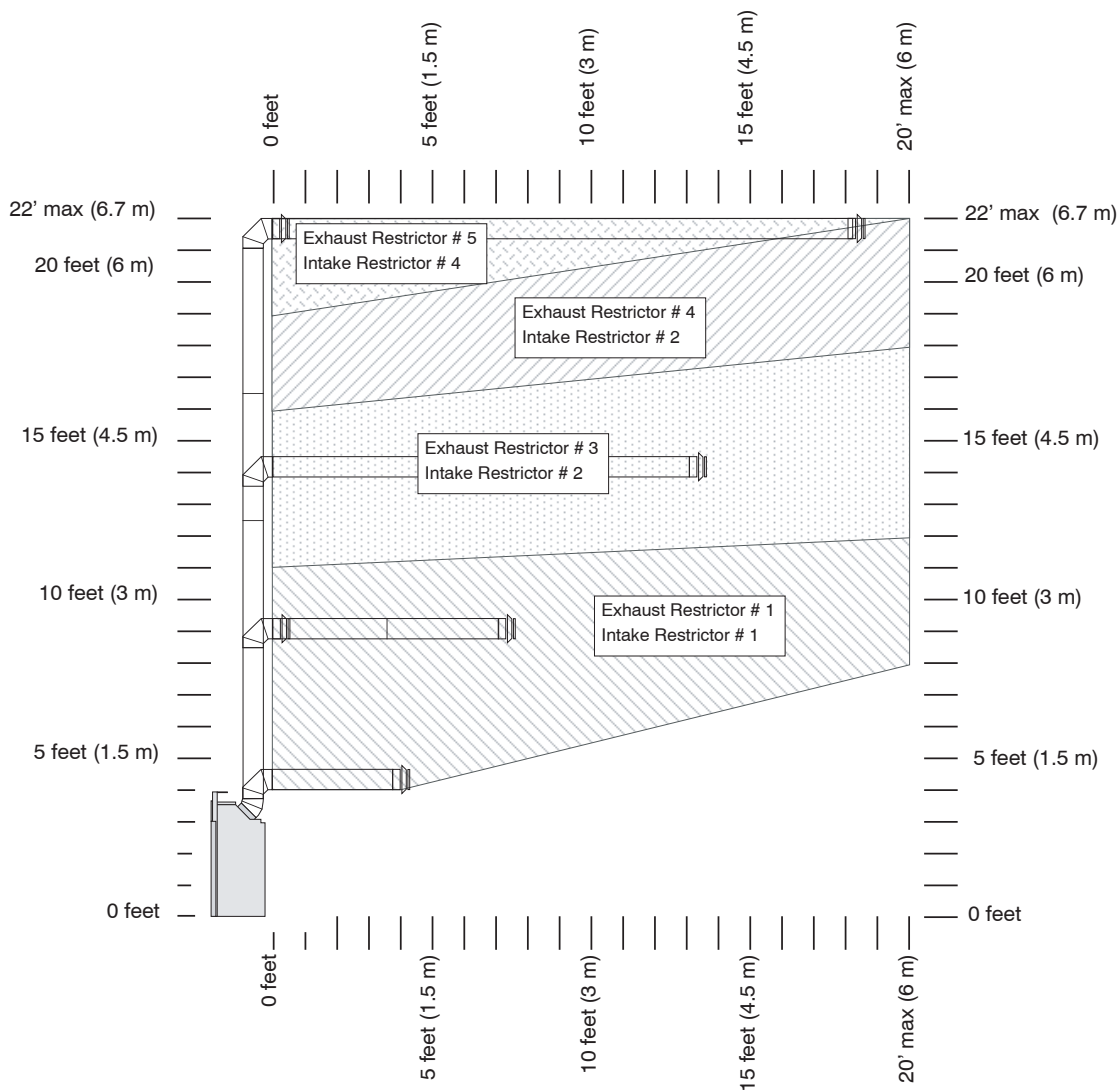 0 feet
5 feet (1.5 m)
10 feet (3 m)
15 feet (4.5 m)
20’ max (6 m)
22’ max (6.7 m)
20 feet (6 m)
15 feet (4.5 m)
10 feet (3 m)
5 feet (1.5 m)
0 feet
Exhaust Restrictor # 5
Intake Restrictor # 4
Exhaust Restrictor # 4
Intake Restrictor # 2
Exhaust Restrictor # 3
Intake Restrictor # 2
Exhaust Restrictor # 1
Intake Restrictor # 1
22’ max (6.7 m)
20 feet (6 m)
15 feet (4.5 m)
10 feet (3 m)
5 feet (1.5 m)
0 feet
0 feet
5 feet (1.5 m)
10 feet (3 m)
15 feet (4.5 m)
20’ max (6 m)